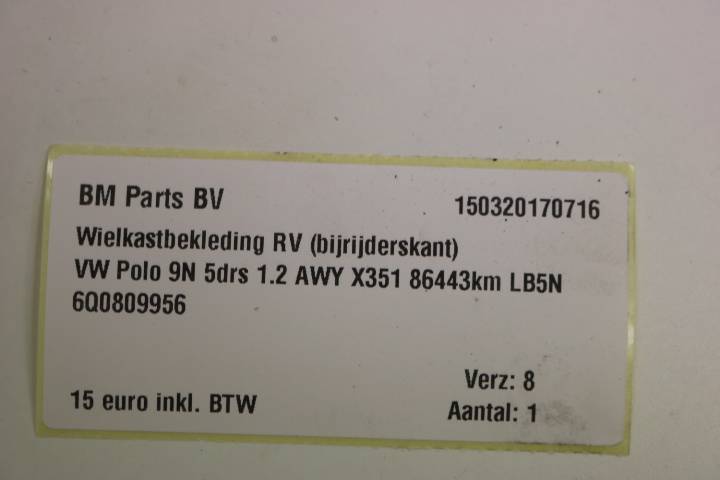 BM Parts BV
150320170716
Wielkastbekleding RV (bijrijderskant)
VW Polo 9N 5drs 1.2 AWY X351 86443km LB5N
6Q0809956
Verz: 8
15 euro inkl. BTW
Aantal: 1